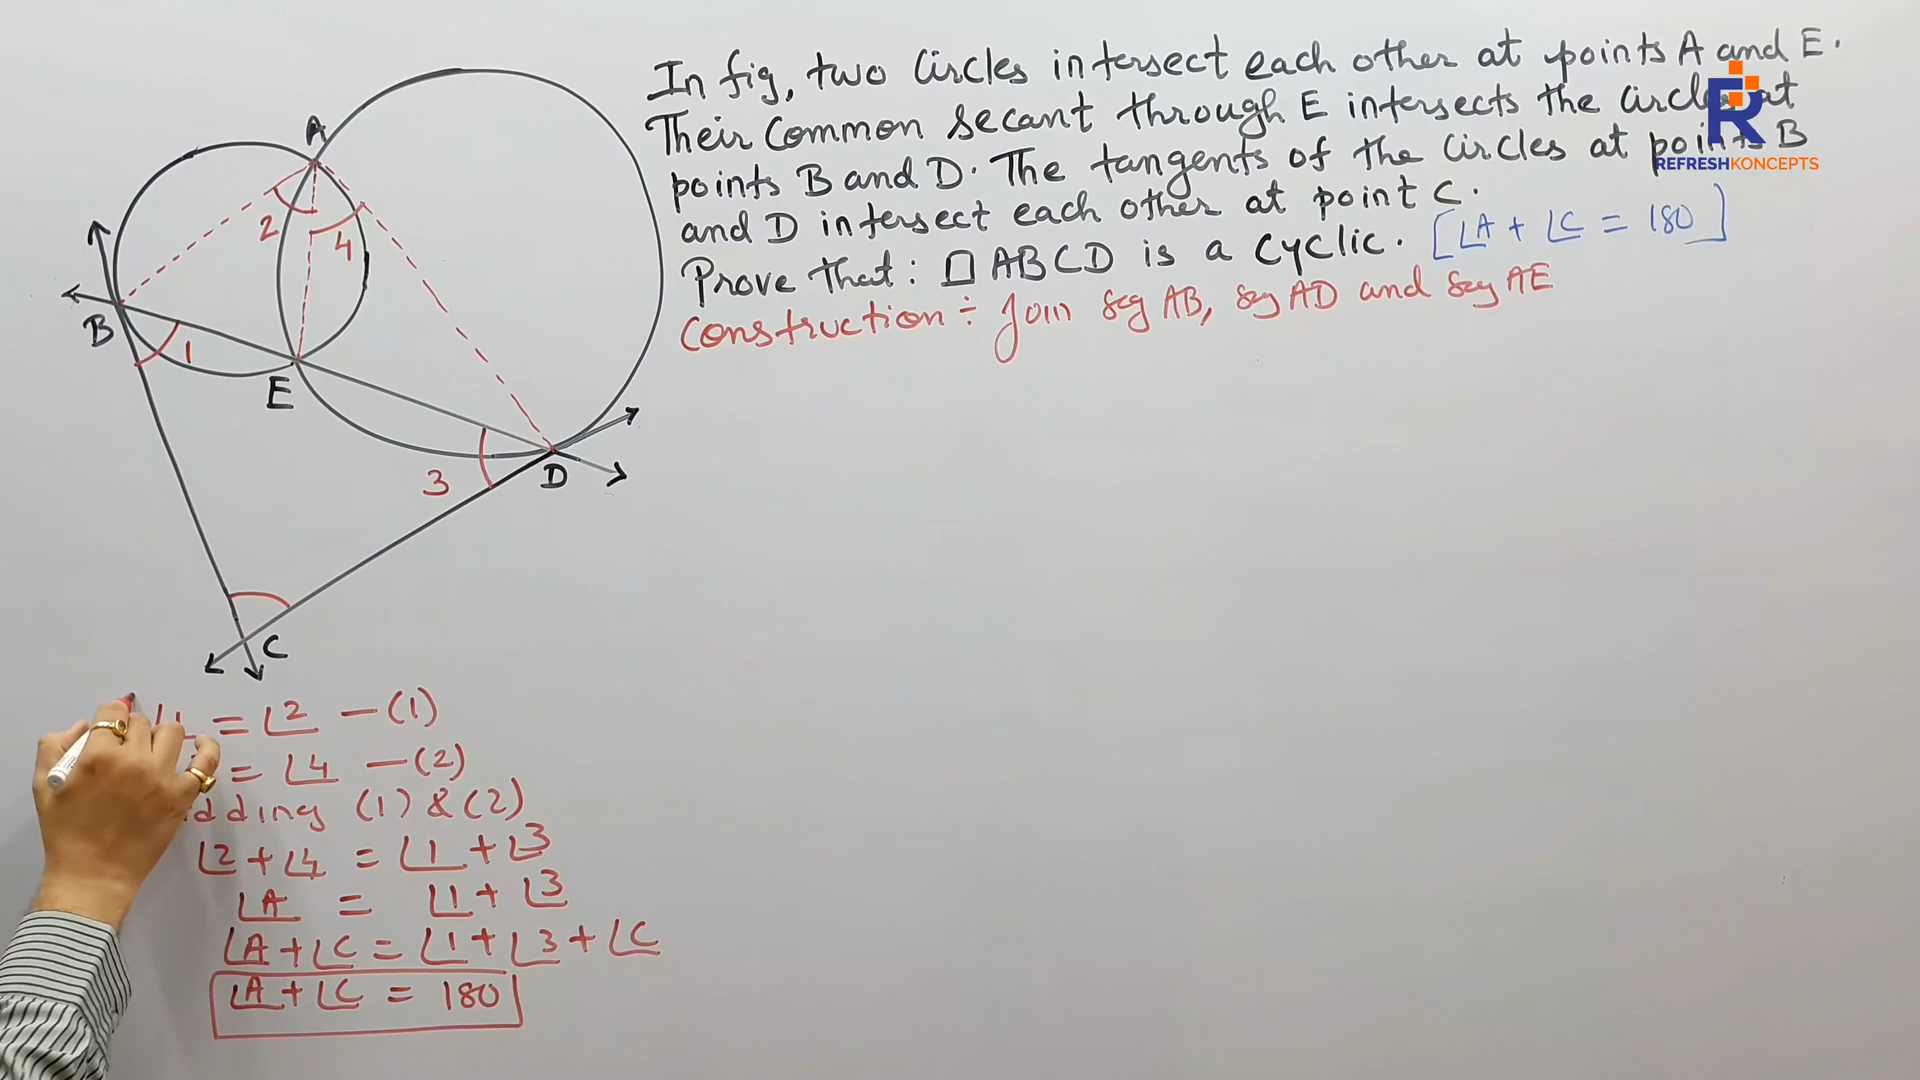 In fig, two Circles intersect each other at points A and E.
Their Common secant through E intersects the Circles at
points B and D. The tangents of the Circles at points B
and D intersect each other at point C.
Prove that : □ ABCD is a Cyclic. [∠A + ∠C = 180]
Construction ÷ Join seg AB, seg AD and seg AE
REFRESHKONCEPTS
A
2
4
B
1
E
3
D
C
∠1 = ∠2 — (1)
= ∠4 — (2)
(1) & (2)
∠2 + ∠4 = ∠1 + ∠3
∠A = ∠1 + ∠3
∠A + ∠C = ∠1 + ∠3 + ∠C
∠A + ∠C = 180